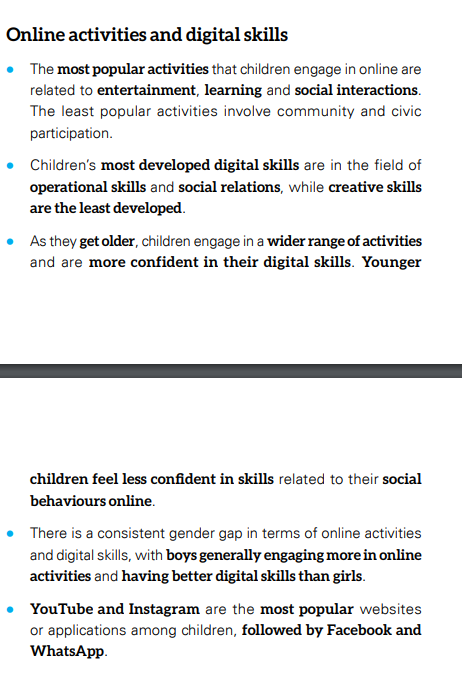 Online activities and digital skills
• The most popular activities that children engage in online are
related to entertainment, learning and social interactions.
The least popular activities involve community and civic
participation.
• Children’s most developed digital skills are in the field of
operational skills and social relations, while creative skills
are the least developed.
• As they get older, children engage in a wider range of activities
and are more confident in their digital skills. Younger
children feel less confident in skills related to their social
behaviours online.
• There is a consistent gender gap in terms of online activities
and digital skills, with boys generally engaging more in online
activities and having better digital skills than girls.
• YouTube and Instagram are the most popular websites
or applications among children, followed by Facebook and
WhatsApp.